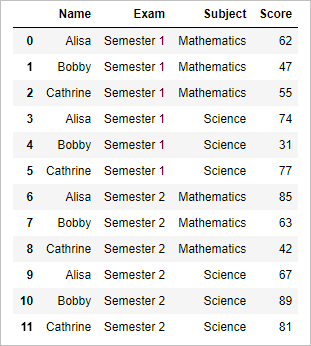 Name Exam Subject Score
0 Alisa Semester 1 Mathematics 62
1 Bobby Semester 1 Mathematics 47
2 Cathrine Semester 1 Mathematics 55
3 Alisa Semester 1 Science 74
4 Bobby Semester 1 Science 31
5 Cathrine Semester 1 Science 77
6 Alisa Semester 2 Mathematics 85
7 Bobby Semester 2 Mathematics 63
8 Cathrine Semester 2 Mathematics 42
9 Alisa Semester 2 Science 67
10 Bobby Semester 2 Science 89
11 Cathrine Semester 2 Science 81